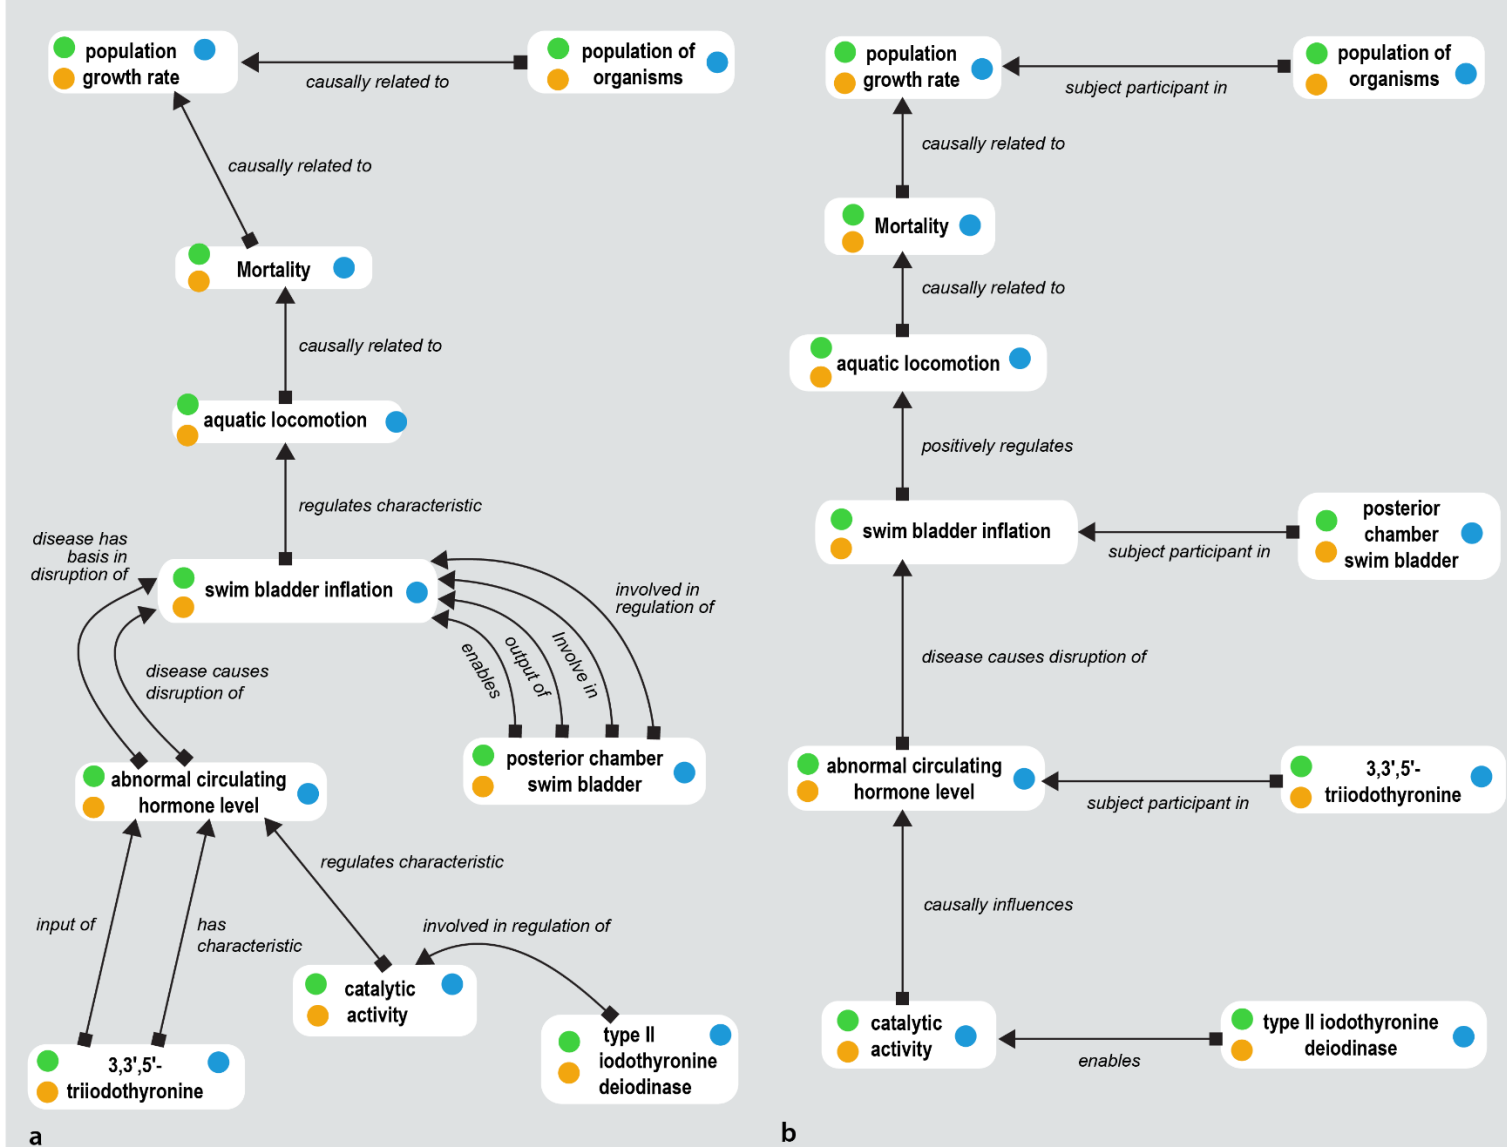 population
growth rate
causally related to
population of
organisms
causally related to
Mortality
causally related to
aquatic locomotion
regulates characteristic
disease has
basis in
disruption of
swim bladder inflation
involved in
regulation of
enables
output of
Involve in
disease causes
disruption of
posterior chamber
swim bladder
abnormal circulating
hormone level
regulates characteristic
input of
has
characteristic
involved in regulation of
catalytic
activity
type II
iodothyronine
deiodinase
3,3',5'-
triiodothyronine
a
population
growth rate
subject participant in
population of
organisms
causally related to
Mortality
causally related to
aquatic locomotion
positively regulates
swim bladder inflation
subject participant in
posterior
chamber
swim bladder
disease causes disruption of
abnormal circulating
hormone level
subject participant in
3,3',5'-
triiodothyronine
causally influences
catalytic
activity
enables
type II iodothyronine
deiodinase
b